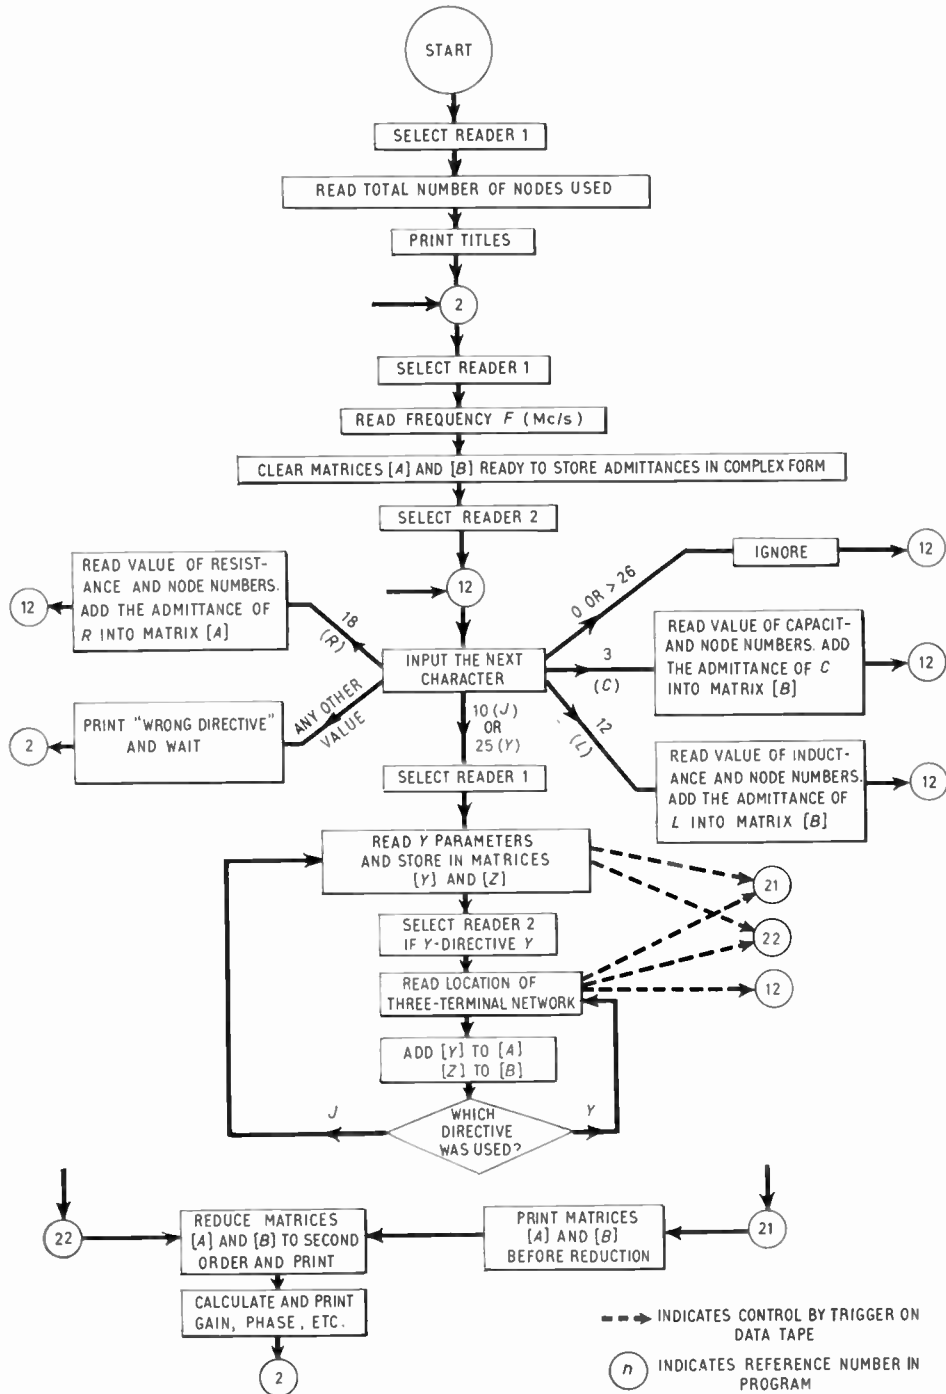 START
SELECT READER 1
READ TOTAL NUMBER OF NODES USED
PRINT TITLES
2
SELECT READER 1
READ FREQUENCY F (Mc/s)
CLEAR MATRICES [A] AND [B] READY TO STORE ADMITTANCES IN COMPLEX FORM
SELECT READER 2
12
INPUT THE NEXT
CHARACTER
0 OR > 26
IGNORE
12
18
(R)
READ VALUE OF RESIST-
ANCE AND NODE NUMBERS.
ADD THE ADMITTANCE OF
R INTO MATRIX [A]
12
3
(C)
READ VALUE OF CAPACIT-
AND NODE NUMBERS. ADD
THE ADMITTANCE OF C
INTO MATRIX [B]
12
ANY OTHER
VALUE
PRINT "WRONG DIRECTIVE"
AND WAIT
2
12
(L)
READ VALUE OF INDUCT-
ANCE AND NODE NUMBERS.
ADD THE ADMITTANCE OF
L INTO MATRIX [B]
12
10 (J)
OR
25 (Y)
SELECT READER 1
READ Y PARAMETERS
AND STORE IN MATRICES
[Y] AND [Z]
21
SELECT READER 2
IF Y-DIRECTIVE Y
22
READ LOCATION OF
THREE-TERMINAL NETWORK
12
ADD [Y] TO [A]
[Z] TO [B]
J
WHICH
DIRECTIVE
WAS USED?
Y
22
REDUCE MATRICES
[A] AND [B] TO SECOND
ORDER AND PRINT
PRINT MATRICES
[A] AND [B]
BEFORE REDUCTION
21
CALCULATE AND PRINT
GAIN, PHASE, ETC.
2
INDICATES CONTROL BY TRIGGER ON
DATA TAPE
n INDICATES REFERENCE NUMBER IN
PROGRAM